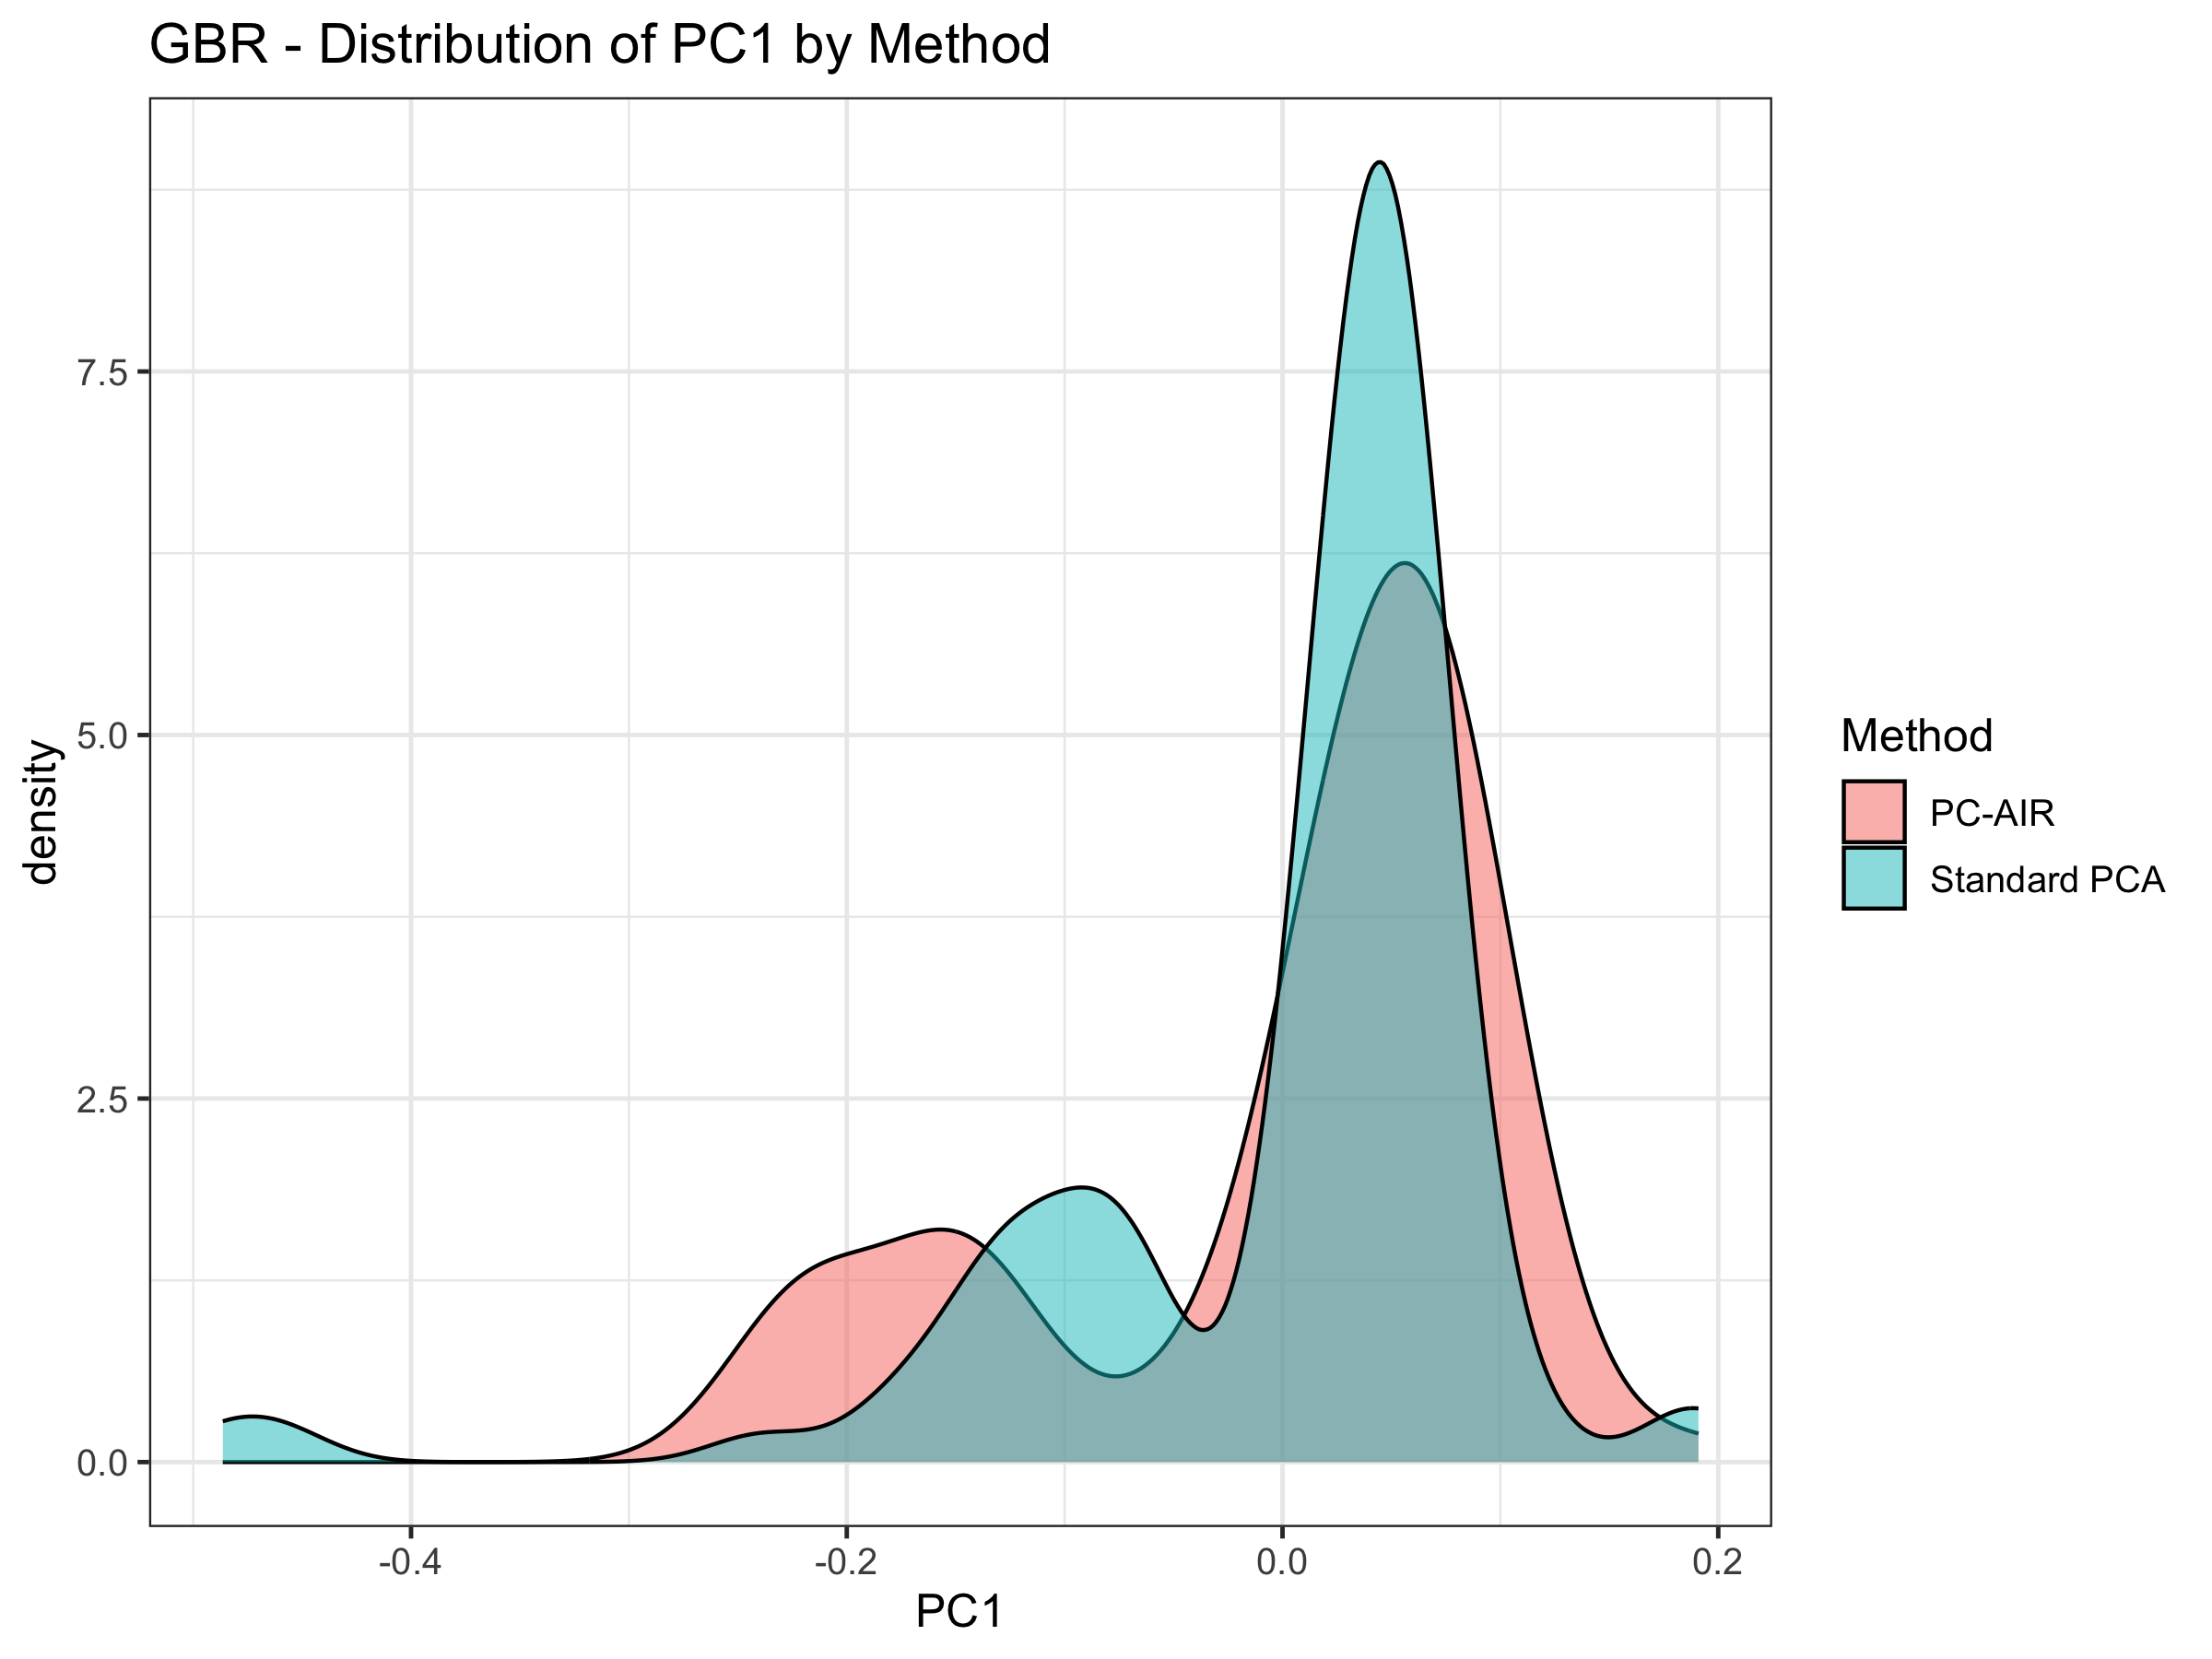 GBR - Distribution of PC1 by Method
density
7.5
5.0
2.5
0.0
-0.4
-0.2
0.0
0.2
PC1
Method
PC-AIR
Standard PCA